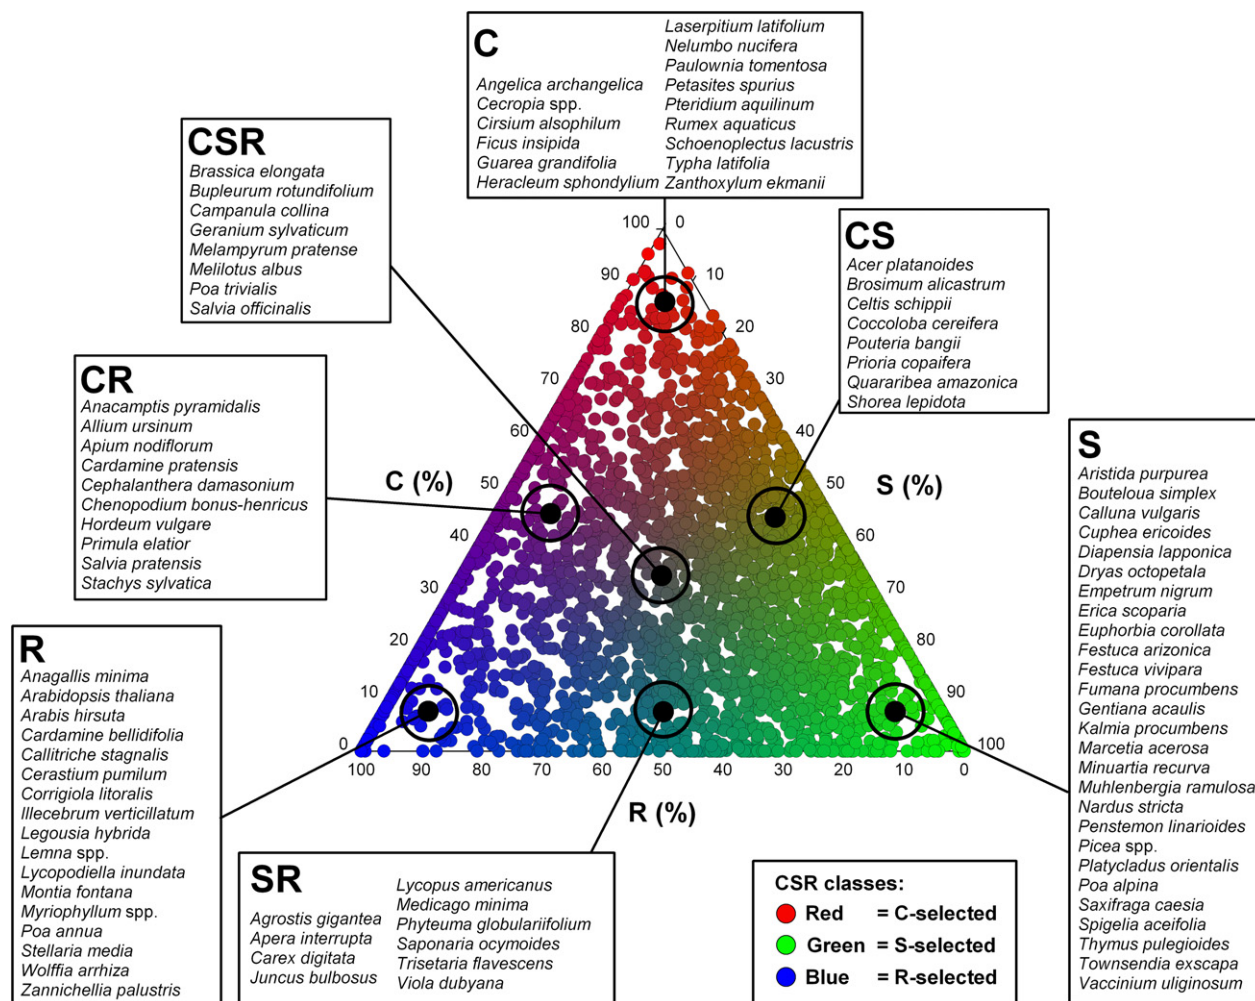 C
Angelica archangelica
Cecropia spp.
Cirsium alsophilum
Ficus insipida
Guarea grandifolia
Heracleum sphondylium
Laserpitium latifolium
Nelumbo nucifera
Paulownia tomentosa
Petasites spurius
Pteridium aquilinum
Rumex aquaticus
Schoenoplectus lacustris
Typha latifolia
Zanthoxylum ekmanii
CSR
Brassica elongata
Bupleurum rotundifolium
Campanula collina
Geranium sylvaticum
Melampyrum pratense
Melilotus albus
Poa trivialis
Salvia officinalis
CS
Acer platanoides
Brosimum alicastrum
Celtis schippii
Coccoloba cereifera
Pouteria bangii
Prioria copaifera
Quararibea amazonica
Shorea lepidota
CR
Anacamptis pyramidalis
Allium ursinum
Apium nodiflorum
Cardamine pratensis
Cephalanthera damasonium
Chenopodium bonus-henricus
Hordeum vulgare
Primula elatior
Salvia pratensis
Stachys sylvatica
S
Aristida purpurea
Bouteloua simplex
Calluna vulgaris
Cuphea ericoides
Diapensia lapponica
Dryas octopetala
Empetrum nigrum
Erica scoparia
Euphorbia corollata
Festuca arizonica
Festuca vivipara
Fumana procumbens
Gentiana acaulis
Kalmia procumbens
Marcetia acerosa
Minuartia recurva
Muhlenbergia ramulosa
Nardus stricta
Penstemon linarioides
Picea spp.
Platycladus orientalis
Poa alpina
Saxifraga caesia
Spigelia aceifolia
Thymus pulegioides
Townsendia exscapa
Vaccinium uliginosum
R
Anagallis minima
Arabidopsis thaliana
Arabis hirsuta
Cardamine bellidifolia
Callitriche stagnalis
Cerastium pumilum
Corrigiola litoralis
Illecebrum verticillatum
Legousia hybrida
Lemna spp.
Lycopodiella inundata
Montia fontana
Myriophyllum spp.
Poa annua
Stellaria media
Wolffia arrhiza
Zannichellia palustris
SR
Agrostis gigantea
Apera interrupta
Carex digitata
Juncus bulbosus
Lycopus americanus
Medicago minima
Phyteuma globulariifolium
Saponaria ocymoides
Trisetaria flavescens
Viola dubyana
C (%)
100
90
80
70
60
50
40
30
20
10
0
S (%)
0
10
20
30
40
50
60
70
80
90
100
100
90
80
70
60
50
40
30
20
10
0
R (%)
CSR classes:
Red = C-selected
Green = S-selected
Blue = R-selected